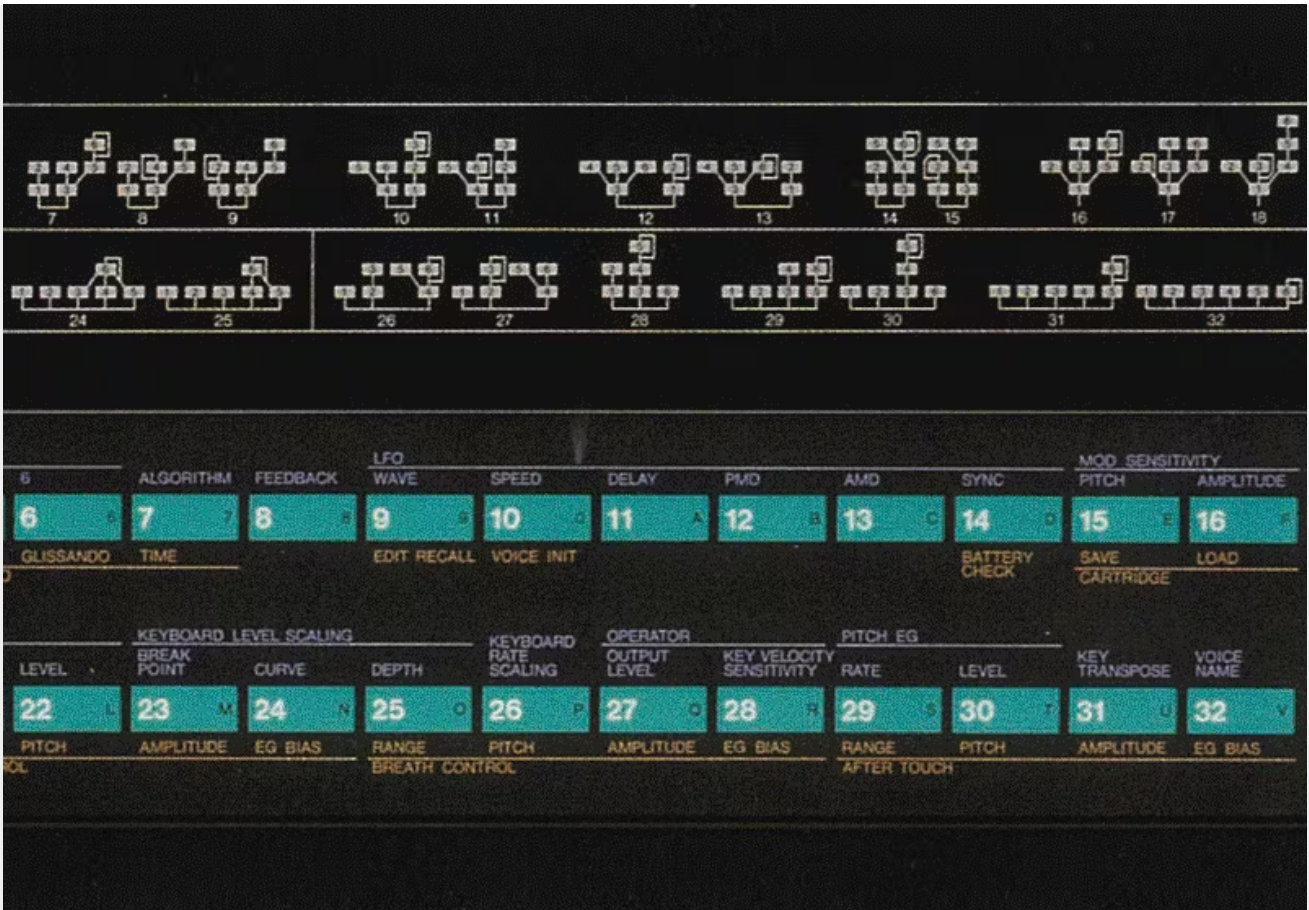 7 8 9 10 11 12 13 14 15 16 17 18
24 25 26 27 28 29 30 31 32
LFO MOD SENSITIVITY
6 ALGORITHM FEEDBACK WAVE SPEED DELAY PMD AMD SYNC PITCH AMPLITUDE
6 6 7 7 8 8 9 9 10 0 11 A 12 B 13 C 14 D 15 E 16 F
GLISSANDO TIME EDIT RECALL VOICE INIT BATTERY CHECK SAVE LOAD
CARTRIDGE
KEYBOARD LEVEL SCALING OPERATOR PITCH EG
LEVEL BREAK POINT CURVE DEPTH KEYBOARD RATE SCALING OUTPUT LEVEL KEY VELOCITY SENSITIVITY RATE LEVEL KEY TRANSPOSE VOICE NAME
22 L 23 M 24 N 25 O 26 P 27 Q 28 R 29 S 30 T 31 U 32 V
PITCH AMPLITUDE EG BIAS RANGE PITCH AMPLITUDE EG BIAS RANGE PITCH AMPLITUDE EG BIAS
BREATH CONTROL AFTER TOUCH